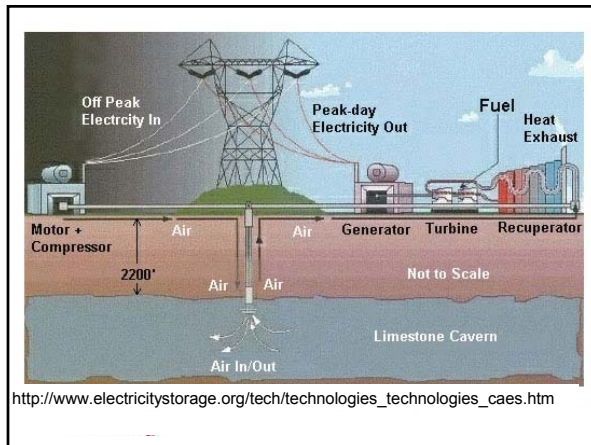 Off Peak
Electrcity In
Peak-day
Electricity Out
Fuel
Heat
Exhaust
Motor +
Compressor
Air
Air
Generator
Turbine
Recuperator
2200'
Not to Scale
Air
Air
Limestone Cavern
Air In/Out
http://www.electricitystorage.org/tech/technologies_technologies_caes.htm